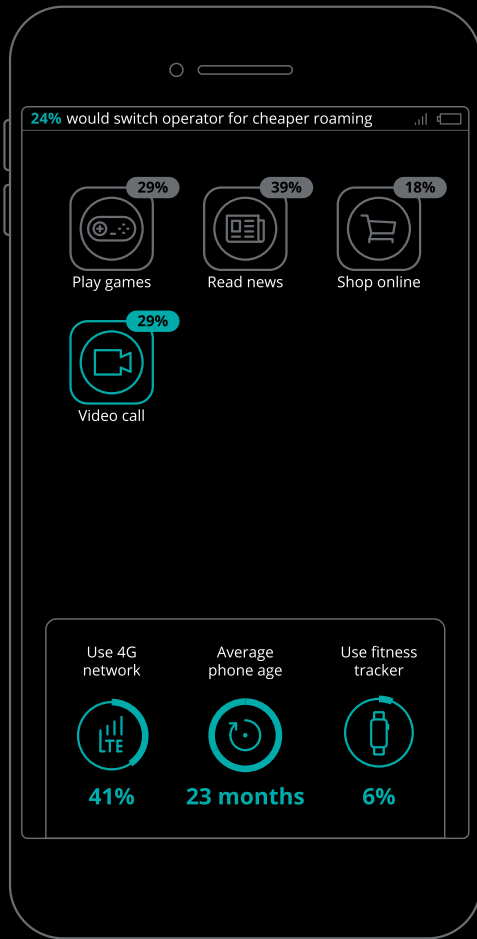 24% would switch operator for cheaper roaming
29%
39%
18%
Play games
Read news
Shop online
29%
Video call
Use 4G
network
Average
phone age
Use fitness
tracker
LTE
41%
23 months
6%